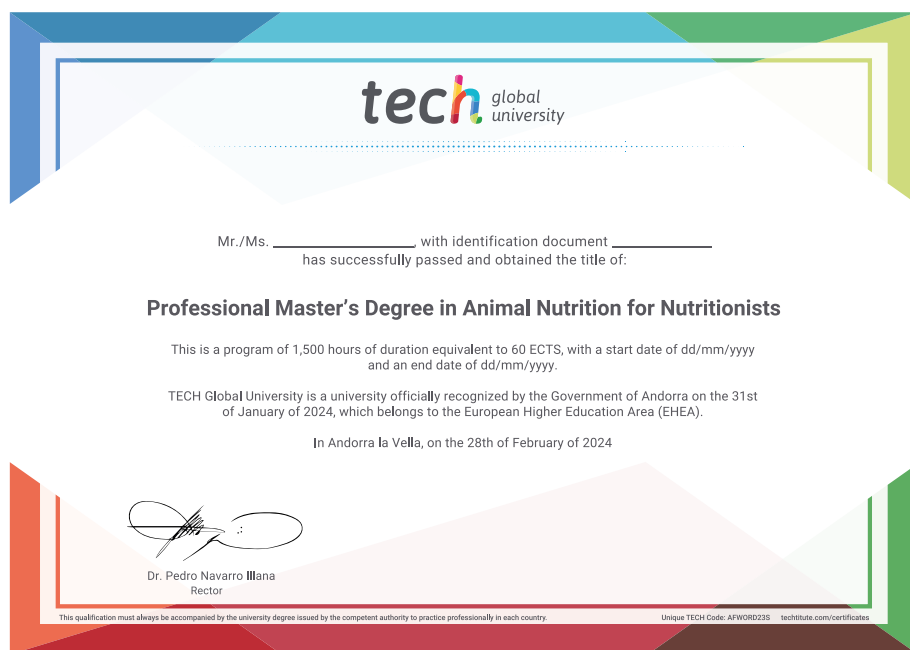 tech global
university
Mr./Ms. ____________, with identification document ____________
has successfully passed and obtained the title of:
Professional Master's Degree in Animal Nutrition for Nutritionists
This is a program of 1,500 hours of duration equivalent to 60 ECTS, with a start date of dd/mm/yyyy
and an end date of dd/mm/yyyy.
TECH Global University is a university officially recognized by the Government of Andorra on the 31st
of January of 2024, which belongs to the European Higher Education Area (EHEA).
In Andorra la Vella, on the 28th of February of 2024
Dr. Pedro Navarro Illana
Rector
This qualification must always be accompanied by the university degree issued by the competent authority to practice professionally in each country.
Unique TECH Code: AFWORD23S techtitute.com/certificates